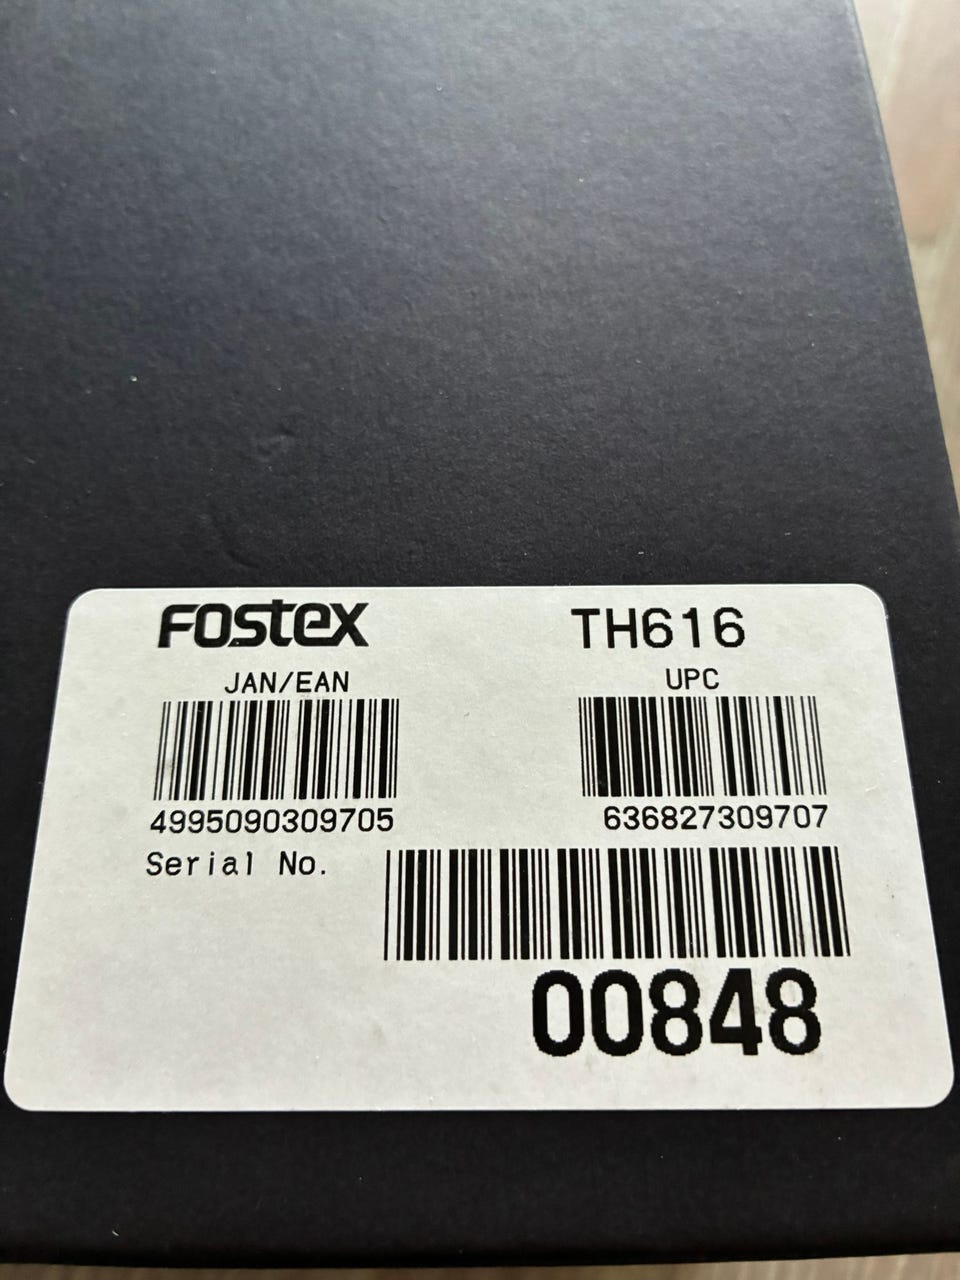 Fostex TH616
JAN/EAN UPC
4995090309705 636827309707
Serial No.
00848